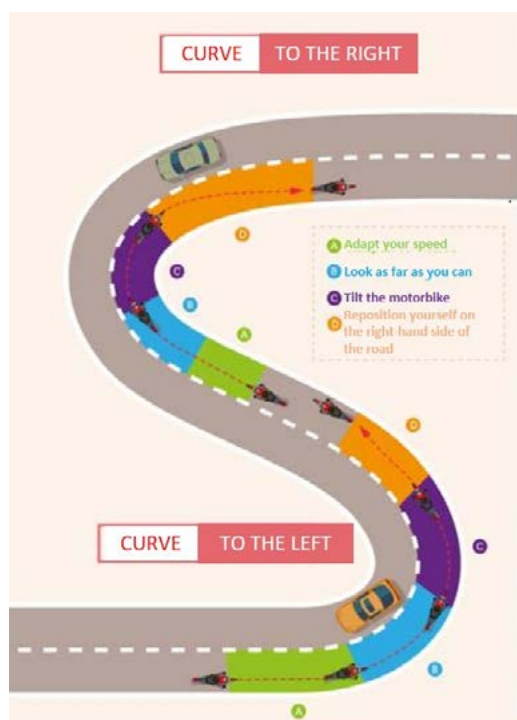 CURVE TO THE RIGHT
D
A Adapt your speed
B Look as far as you can
C Tilt the motorbike
D Reposition yourself on
the right-hand side of
the road
C
B
A
D
CURVE TO THE LEFT
C
B
A